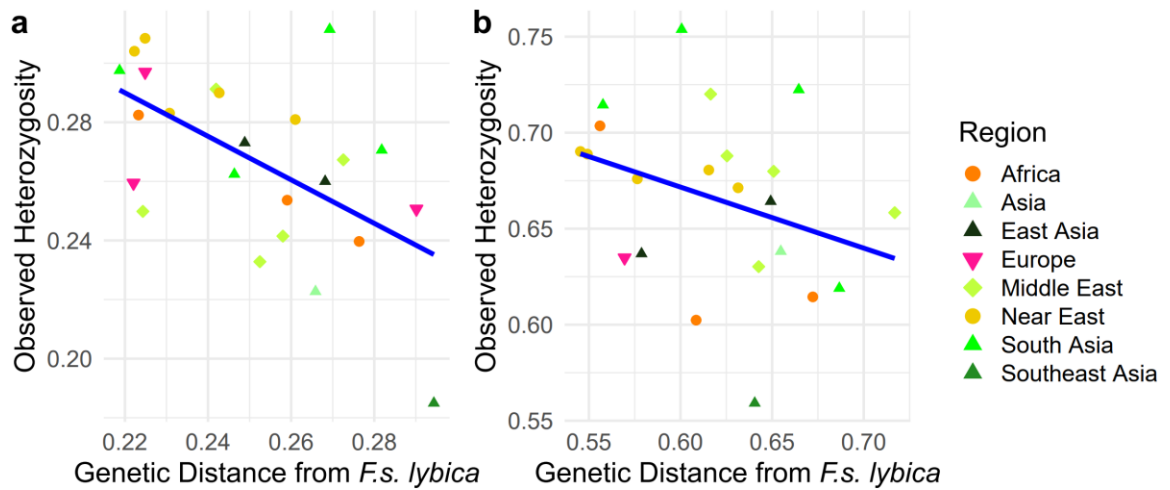 a
Observed Heterozygosity
0.28
0.24
0.20
0.22
0.24
0.26
0.28
Genetic Distance from F.s. lybica
b
Observed Heterozygosity
0.75
0.70
0.65
0.60
0.55
0.55
0.60
0.65
0.70
Genetic Distance from F.s. lybica
Region
Africa
Asia
East Asia
Europe
Middle East
Near East
South Asia
Southeast Asia